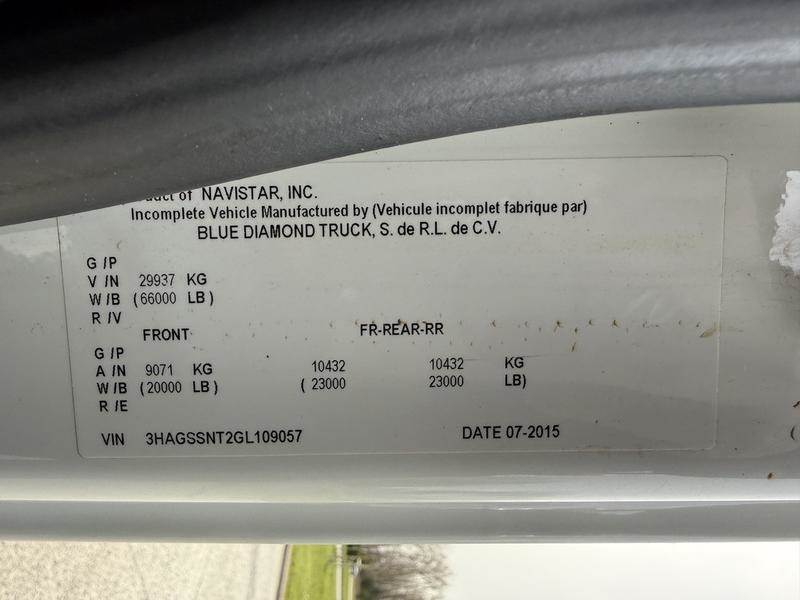 of NAVISTAR, INC.
Incomplete Vehicle Manufactured by (Vehicule incomplet fabrique par)
BLUE DIAMOND TRUCK, S. de R.L. de C.V.
G /P
V /N 29937 KG
W /B ( 66000 LB )
R /V
FRONT FR-REAR-RR
G /P
A /N 9071 KG 10432 10432 KG
W /B ( 20000 LB ) ( 23000 23000 LB)
R /E
VIN 3HAGSSNT2GL109057 DATE 07-2015